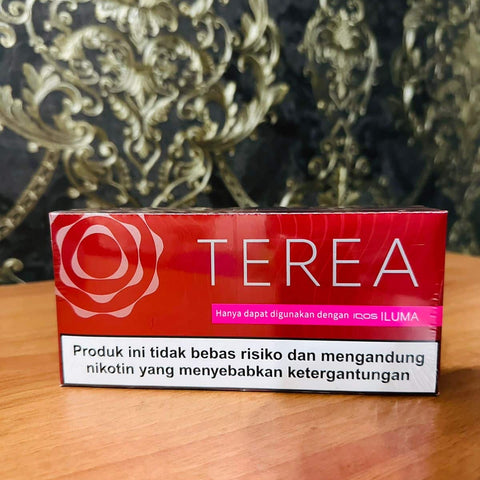 TEREA
Hanya dapat digunakan dengan IQOS ILUMA
Produk ini tidak bebas risiko dan mengandung
nikotin yang menyebabkan ketergantungan